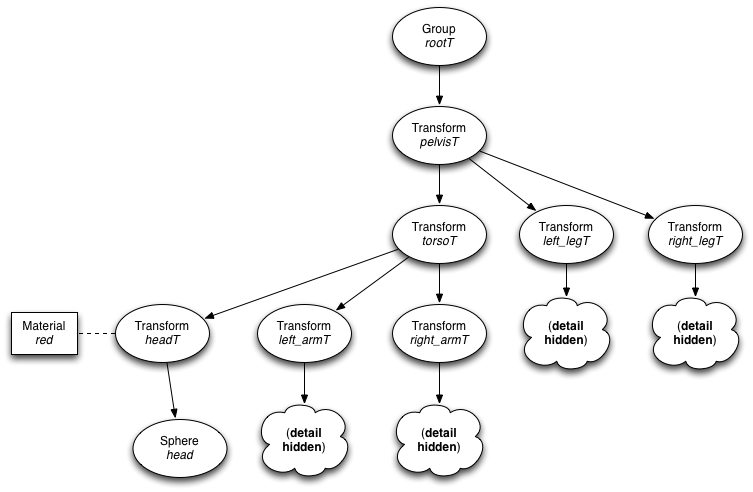 Group
rootT
Transform
pelvisT
Transform
torsoT
Transform
left_legT
Transform
right_legT
Material
red
Transform
headT
Transform
left_armT
Transform
right_armT
(detail
hidden)
(detail
hidden)
Sphere
head
(detail
hidden)
(detail
hidden)